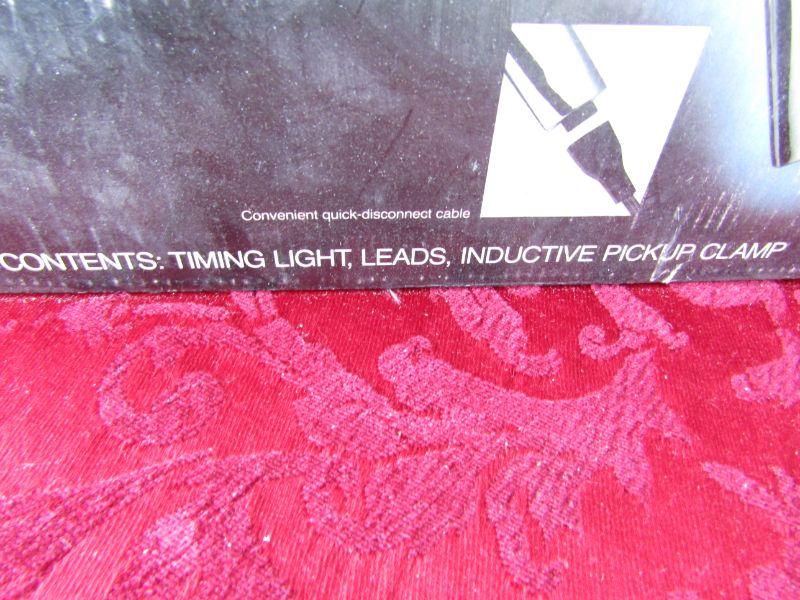 Convenient quick-disconnect cable
CONTENTS: TIMING LIGHT, LEADS, INDUCTIVE PICKUP CLAMP